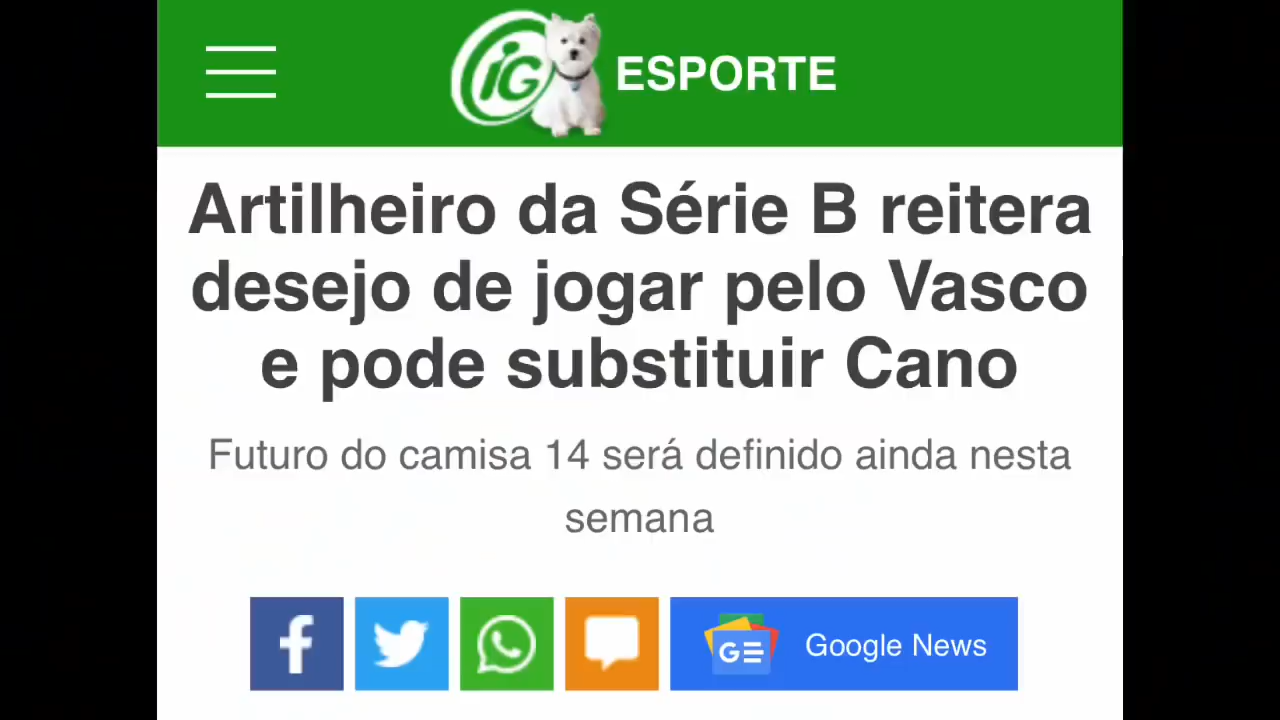 iG ESPORTE
Artilheiro da Série B reitera
desejo de jogar pelo Vasco
e pode substituir Cano
Futuro do camisa 14 será definido ainda nesta
semana
f GE Google News